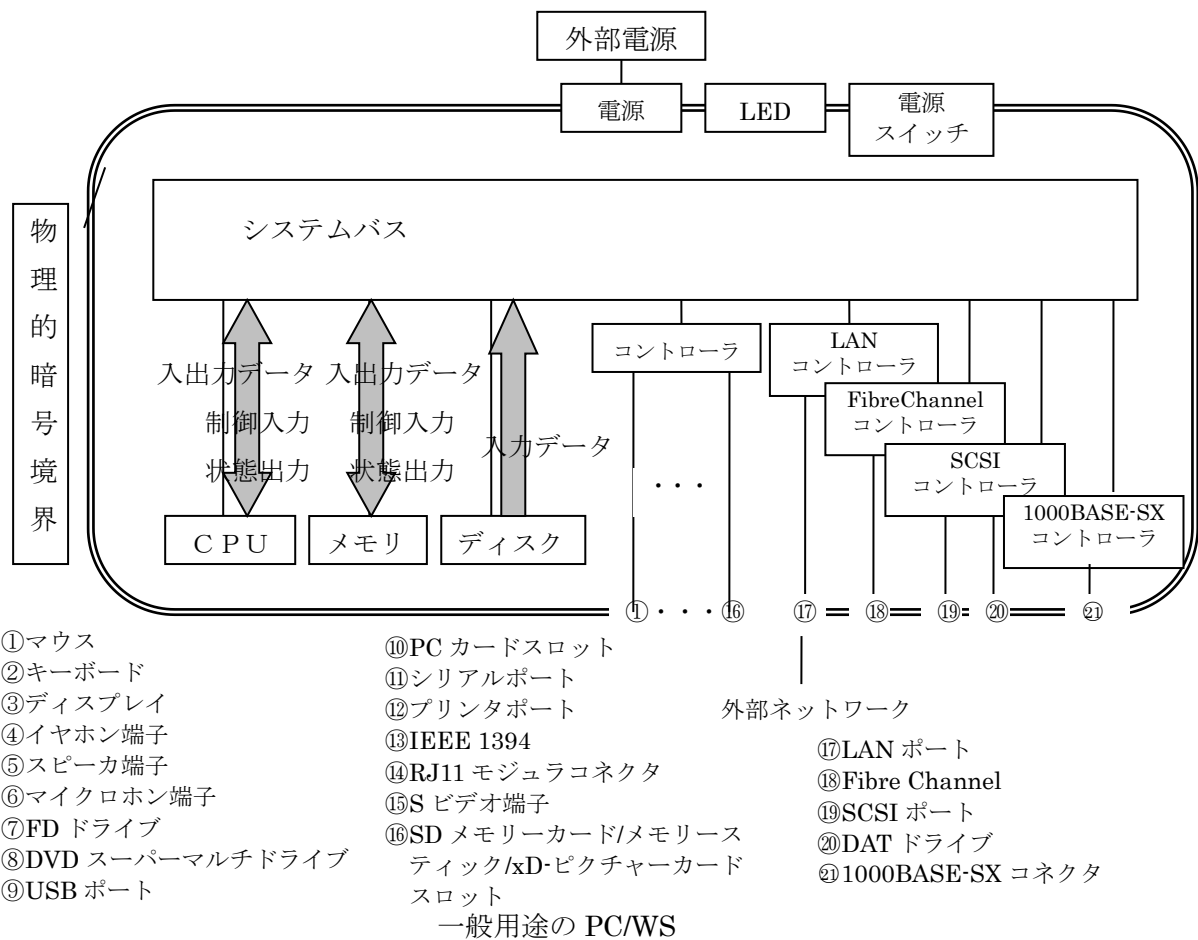 外部電源
電源
LED
電源
スイッチ
物理的暗号境界
システムバス
入出力データ
制御入力
状態出力
入出力データ
制御入力
状態出力
入力データ
コントローラ
LAN
コントローラ
FibreChannel
コントローラ
SCSI
コントローラ
1000BASE-SX
コントローラ
・・・
ＣＰＵ
メモリ
ディスク
①・・・⑯ ⑰ ⑱ ⑲ ⑳ ㉑
外部ネットワーク
①マウス
②キーボード
③ディスプレイ
④イヤホン端子
⑤スピーカ端子
⑥マイクロホン端子
⑦FD ドライブ
⑧DVD スーパーマルチドライブ
⑨USB ポート
⑩PC カードスロット
⑪シリアルポート
⑫プリンタポート
⑬IEEE 1394
⑭RJ11 モジュラコネクタ
⑮S ビデオ端子
⑯SD メモリーカード/メモリース
ティック/xD-ピクチャーカード
スロット
⑰LAN ポート
⑱Fibre Channel
⑲SCSI ポート
⑳DAT ドライブ
㉑1000BASE-SX コネクタ
一般用途の PC/WS